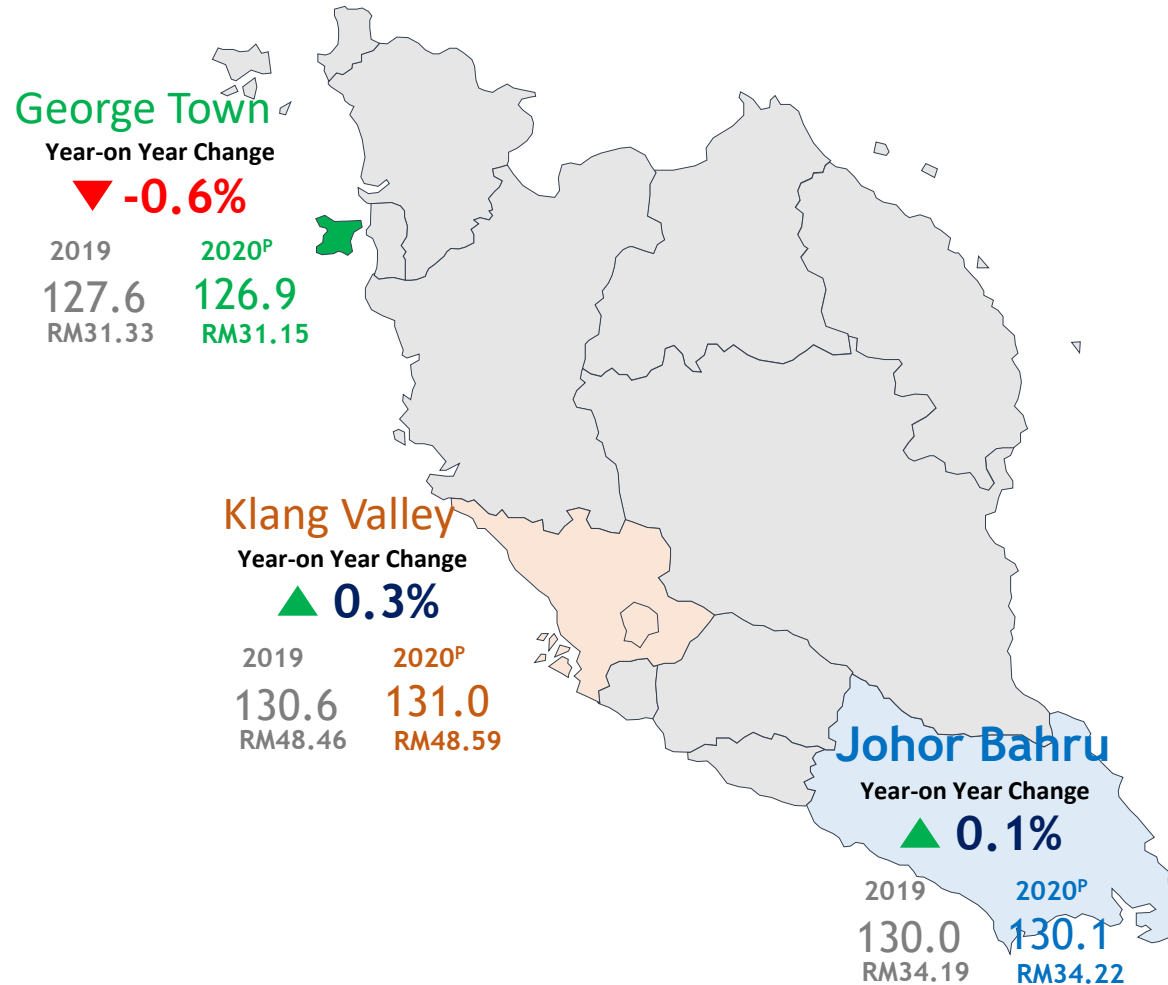 George Town
Year-on Year Change
-0.6%
2019 2020ᴾ
127.6 126.9
RM31.33 RM31.15
Klang Valley
Year-on Year Change
0.3%
2019 2020ᴾ
130.6 131.0
RM48.46 RM48.59
Johor Bahru
Year-on Year Change
0.1%
2019 2020ᴾ
130.0 130.1
RM34.19 RM34.22